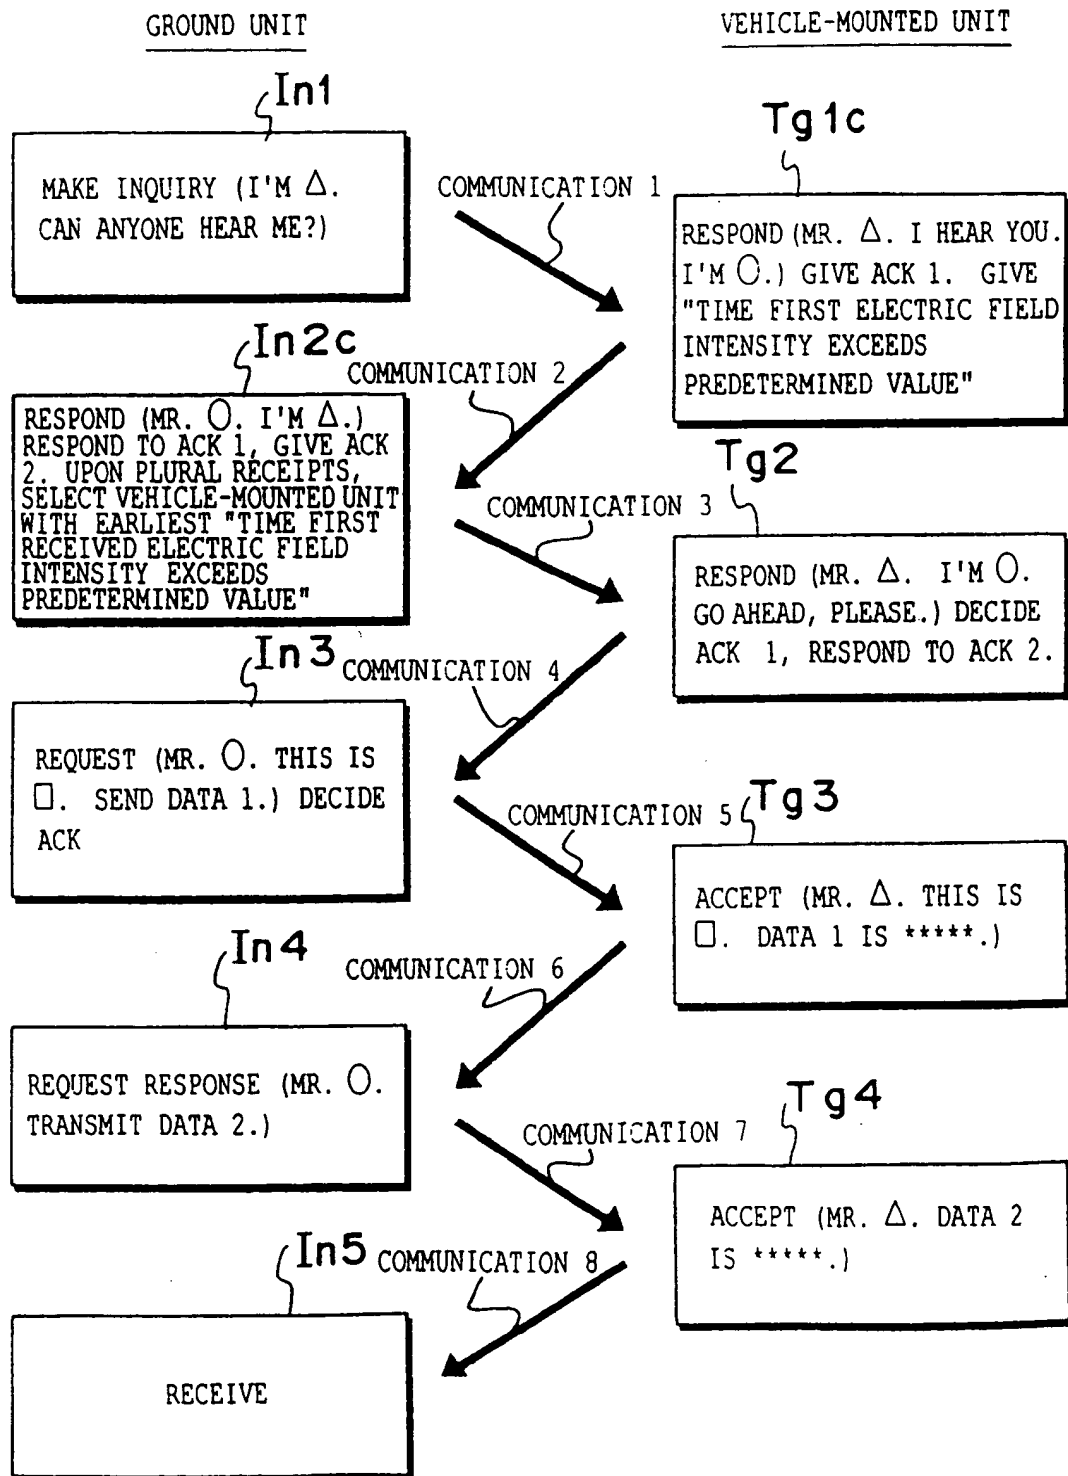 GROUND UNIT
VEHICLE-MOUNTED UNIT
In1
MAKE INQUIRY (I'M △.
CAN ANYONE HEAR ME?)
COMMUNICATION 1
Tg1c
RESPOND (MR. △. I HEAR YOU.
I'M ○.) GIVE ACK 1. GIVE
"TIME FIRST ELECTRIC FIELD
INTENSITY EXCEEDS
PREDETERMINED VALUE"
COMMUNICATION 2
In2c
RESPOND (MR. ○. I'M △.)
RESPOND TO ACK 1, GIVE ACK
2. UPON PLURAL RECEIPTS,
SELECT VEHICLE-MOUNTED UNIT
WITH EARLIEST "TIME FIRST
RECEIVED ELECTRIC FIELD
INTENSITY EXCEEDS
PREDETERMINED VALUE"
COMMUNICATION 3
Tg2
RESPOND (MR. △. I'M ○.
GO AHEAD, PLEASE.) DECIDE
ACK 1, RESPOND TO ACK 2.
COMMUNICATION 4
In3
REQUEST (MR. ○. THIS IS
□. SEND DATA 1.) DECIDE
ACK
COMMUNICATION 5
Tg3
ACCEPT (MR. △. THIS IS
□. DATA 1 IS *****.)
COMMUNICATION 6
In4
REQUEST RESPONSE (MR. ○.
TRANSMIT DATA 2.)
COMMUNICATION 7
Tg4
ACCEPT (MR. △. DATA 2
IS *****.)
COMMUNICATION 8
In5
RECEIVE